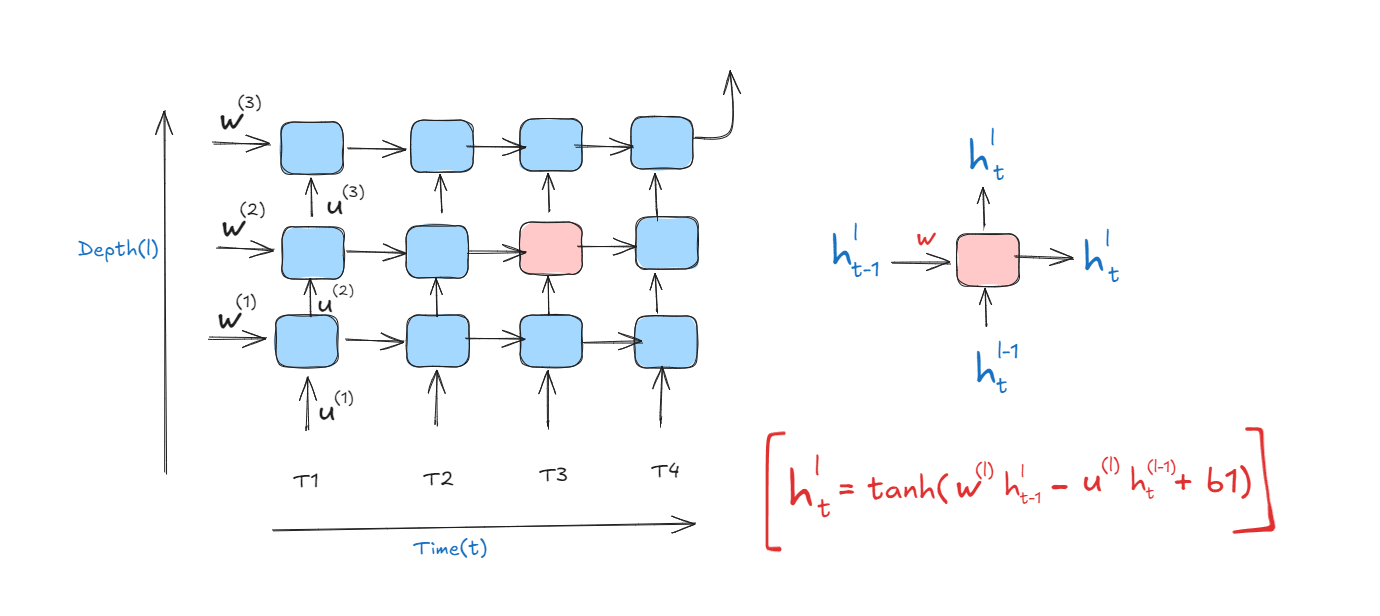 w^(3)
u^(3)
w^(2)
Depth(l)
u^(2)
w^(1)
u^(1)
T1 T2 T3 T4
Time(t)
h_t^l
h_{t-1}^l w h_t^l
h_t^{l-1}
[h_t^l = tanh(w^(l) h_{t-1}^l - u^(l) h_t^(l-1) + b1)]